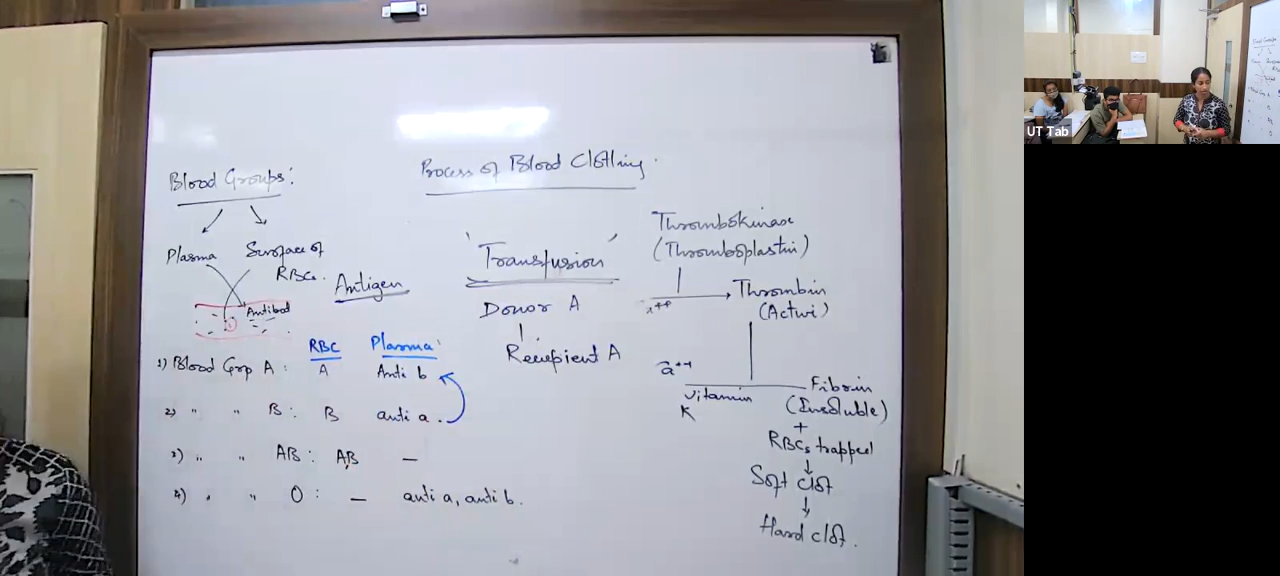 Process of Blood Clotting.
Blood Groups:
Plasma
Surface of
RBCs.
Antigen
Antibod
RBC
Plasma:
1) Blood Grp A : A Anti b
2) " " B : B anti a.
3) " " AB : AB —
4) " " O : — anti a, anti b.
'Transfusion'
Donor A
Recipient A
Thrombokinase
(Thromboplastin)
Thrombin
(Activ)
vitamin
K
Fibrin
(Insoluble)
+
RBCs trapped
Soft Clot
Hard clot.
UT Tab